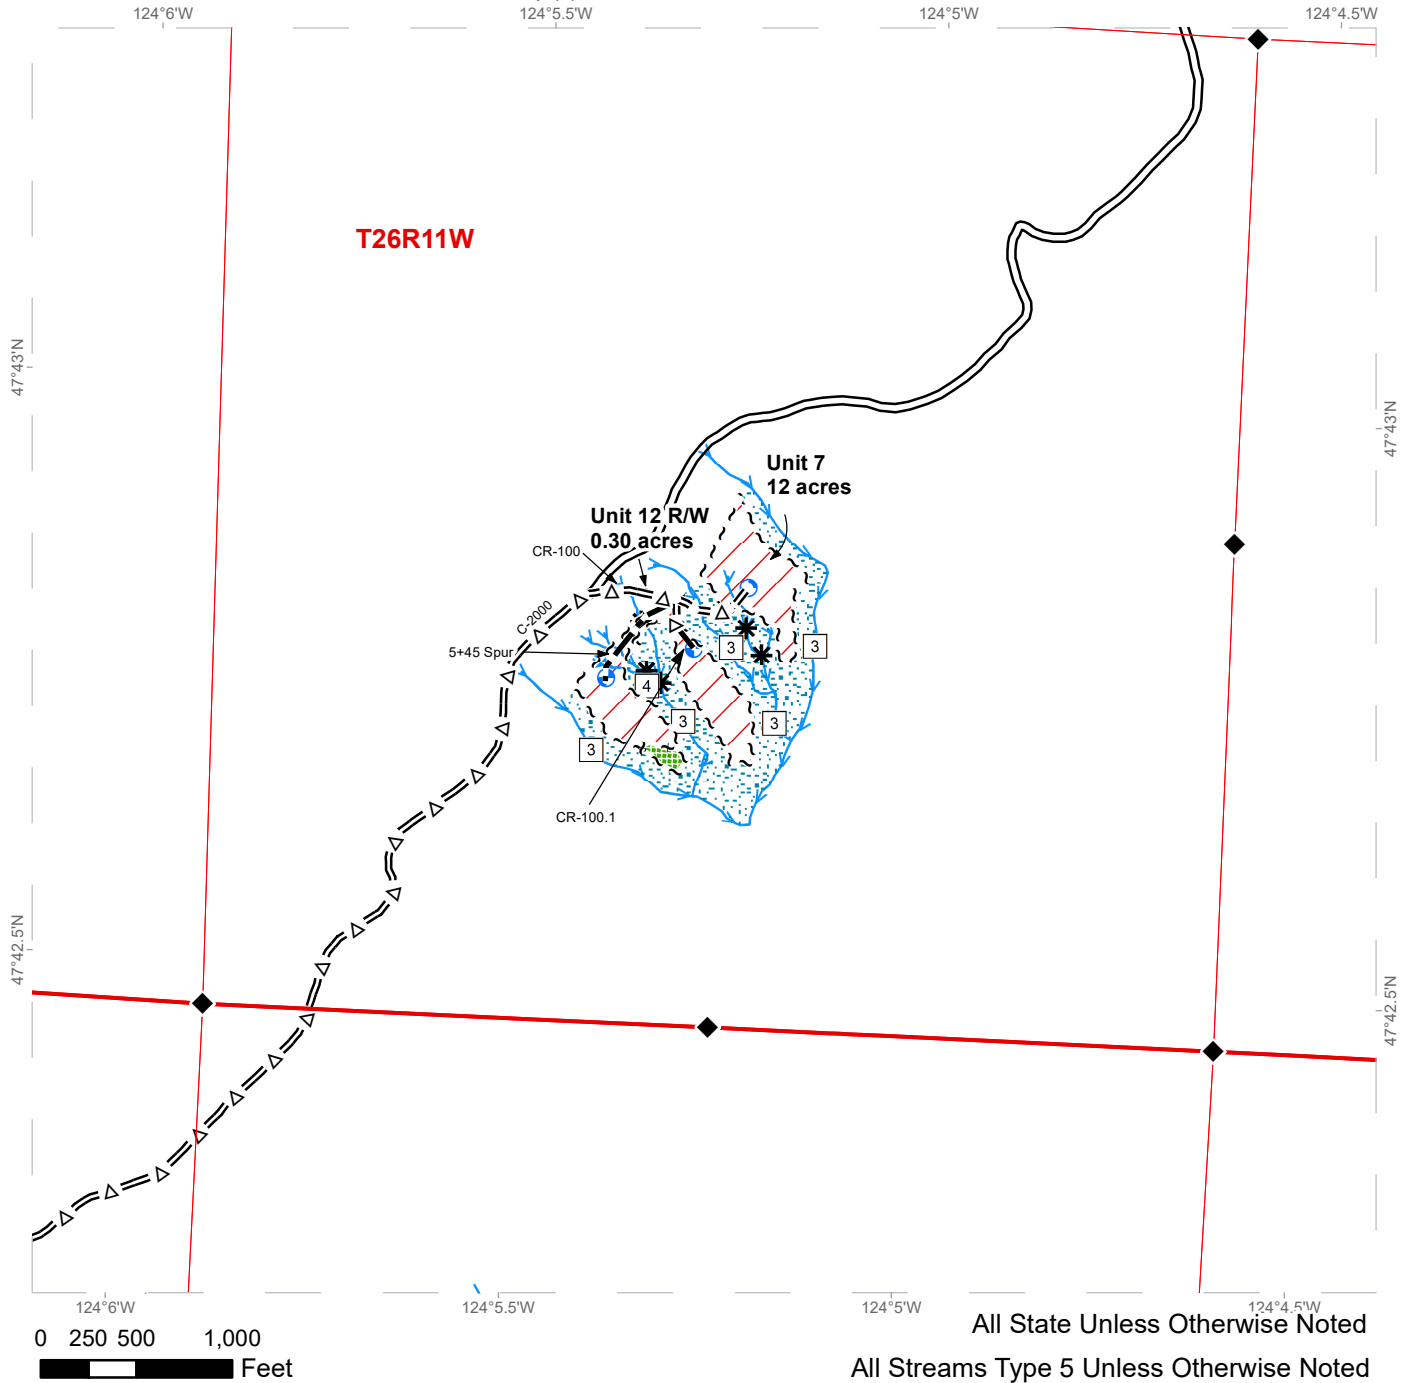 124°6'W
124°5.5'W
124°5'W
124°4.5'W
T26R11W
47°43'N
47°43'N
Unit 7
12 acres
Unit 12 R/W
0.30 acres
CR-100
C-2000
5+45 Spur
3
3
4
3
3
3
CR-100.1
47°42.5'N
47°42.5'N
124°6'W
124°5.5'W
124°5'W
124°4.5'W
All State Unless Otherwise Noted
0 250 500 1,000
Feet
All Streams Type 5 Unless Otherwise Noted